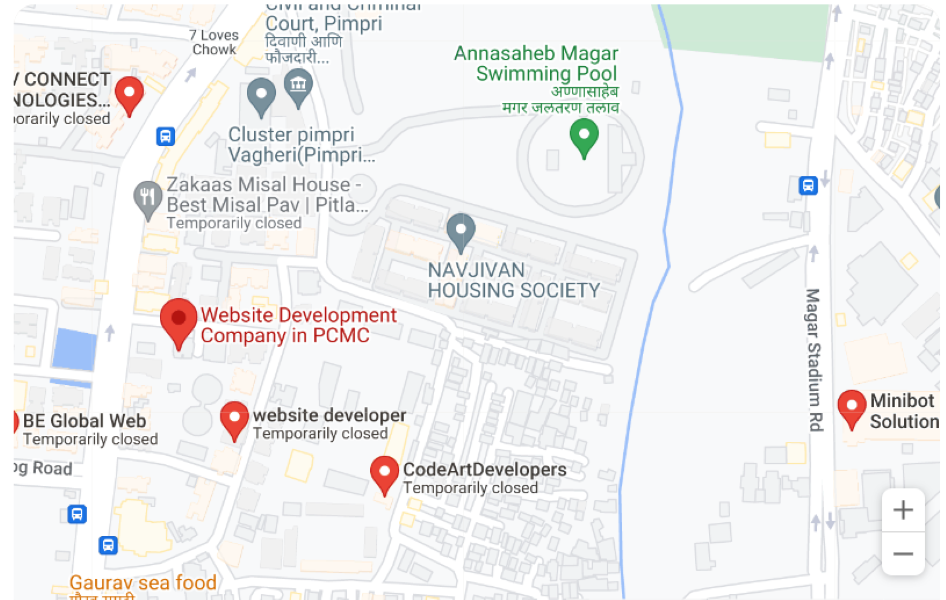 Civil and Criminal
Court, Pimpri
दिवाणी आणि
फौजदारी...
7 Loves
Chowk
Annasaheb Magar
Swimming Pool
अण्णासाहेब
मगर जलतरण तलाव
V CONNECT
NOLOGIES...
porarily closed
Cluster pimpri
Vagheri(Pimpri...
Zakaas Misal House -
Best Misal Pav | Pitla...
Temporarily closed
NAVJIVAN
HOUSING SOCIETY
Website Development
Company in PCMC
Magar Stadium Rd
Minibot
Solution
BE Global Web
Temporarily closed
website developer
Temporarily closed
og Road
CodeArtDevelopers
Temporarily closed
Gaurav sea food